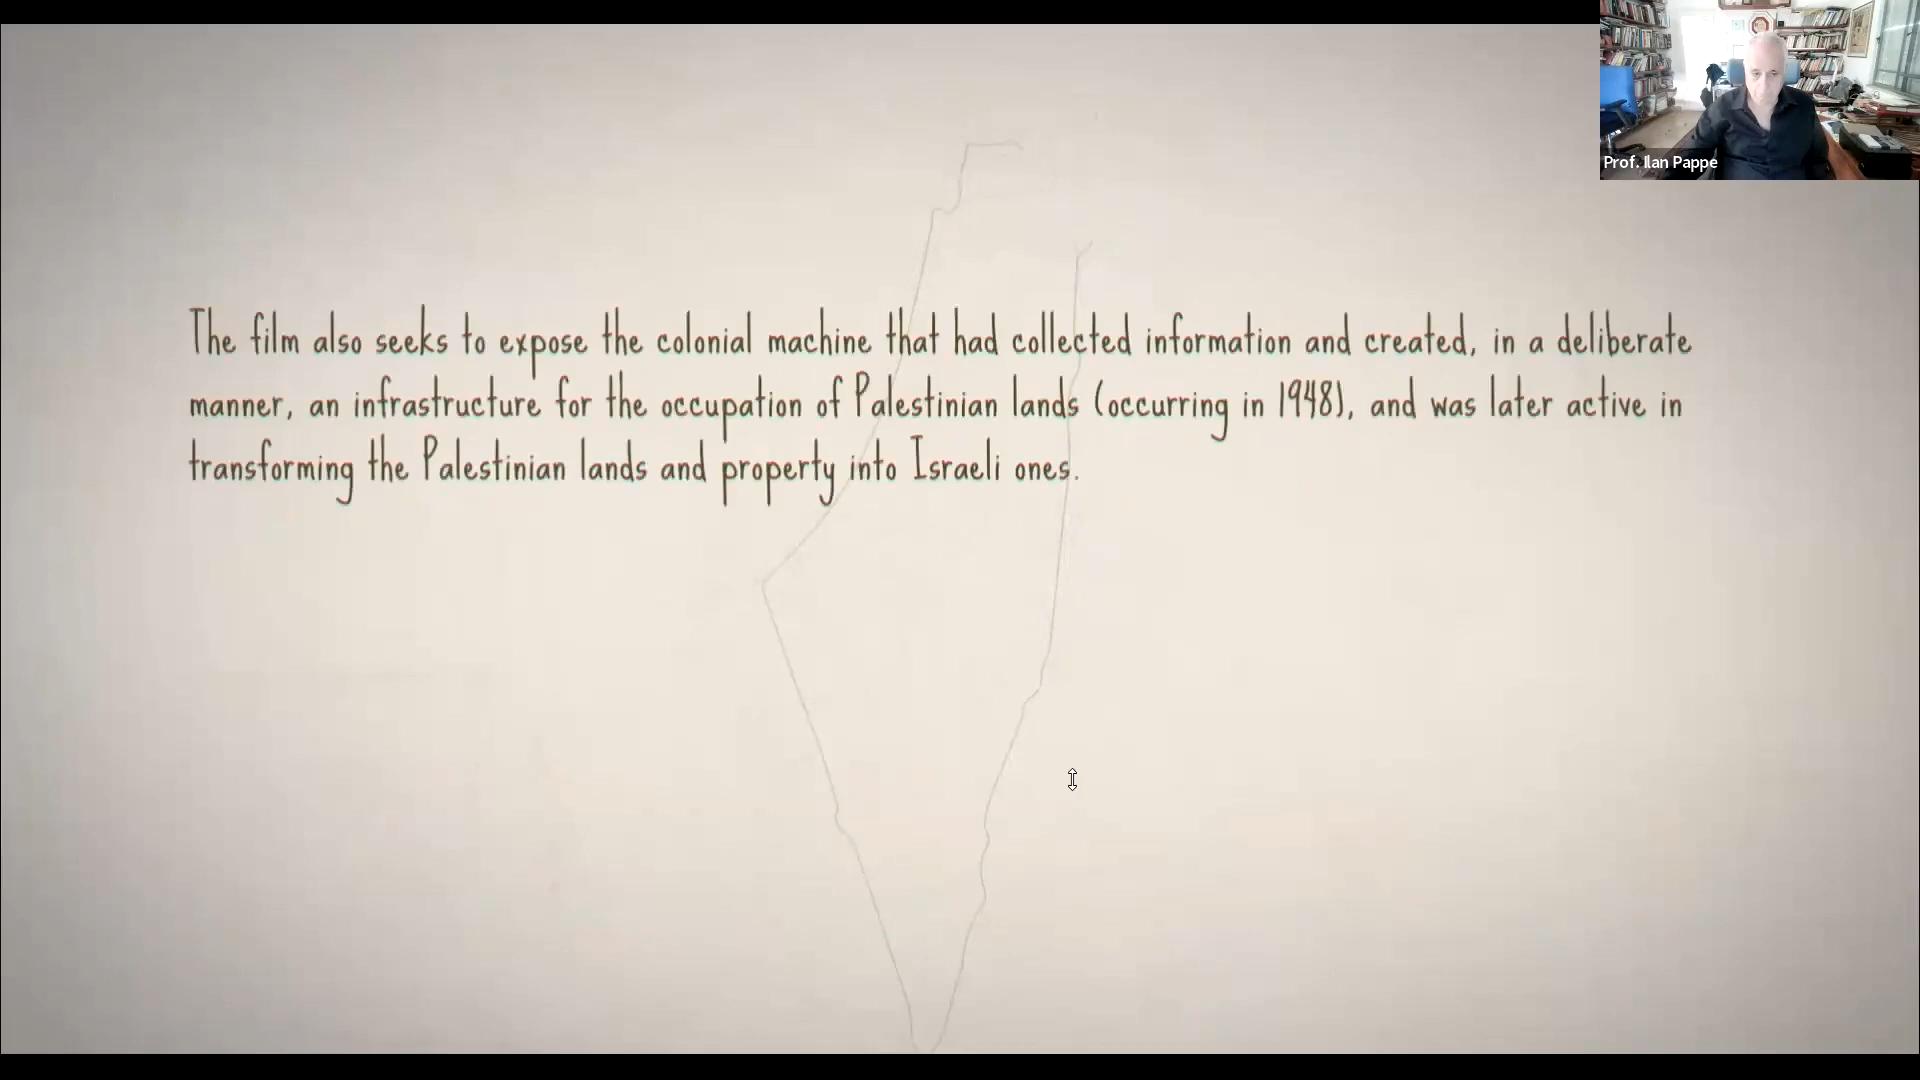 Prof. Ilan Pappe
The film also seeks to expose the colonial machine that had collected information and created, in a deliberate
manner, an infrastructure for the occupation of Palestinian lands (occurring in 1948), and was later active in
transforming the Palestinian lands and property into Israeli ones.